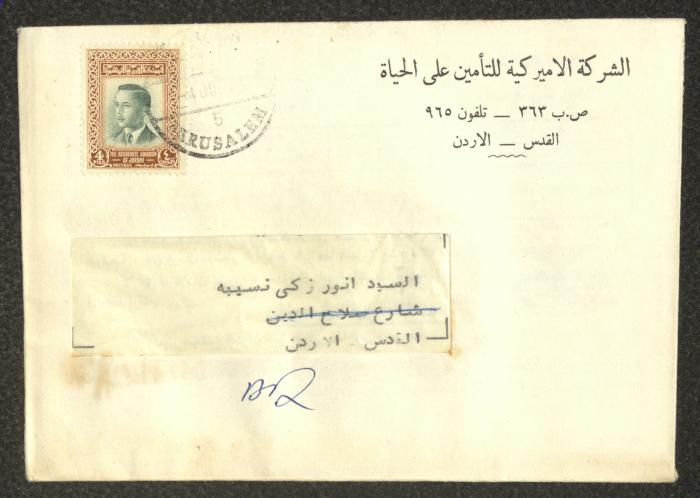 الشركة الاميركية للتأمين على الحياة
ص.ب ٣٦٣ — تلفون ٩٦٥
القدس — الاردن
JERUSALEM
5
THE HASHEMITE KINGDOM
OF JORDAN
POSTAGE
السيد انور زكي نسيبه
شارع صلاح الدين
القدس - الاردن